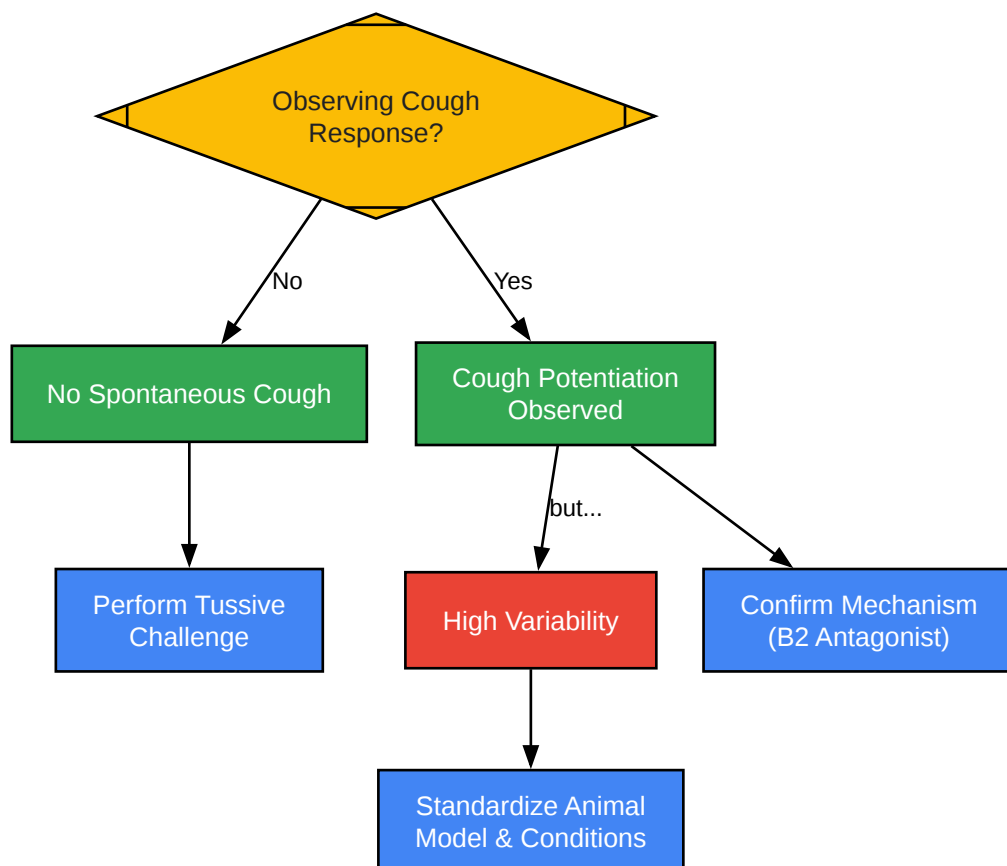 Observing Cough
Response?
No
Yes
No Spontaneous Cough
Cough Potentiation
Observed
but...
Perform Tussive
Challenge
High Variability
Confirm Mechanism
(B2 Antagonist)
Standardize Animal
Model & Conditions